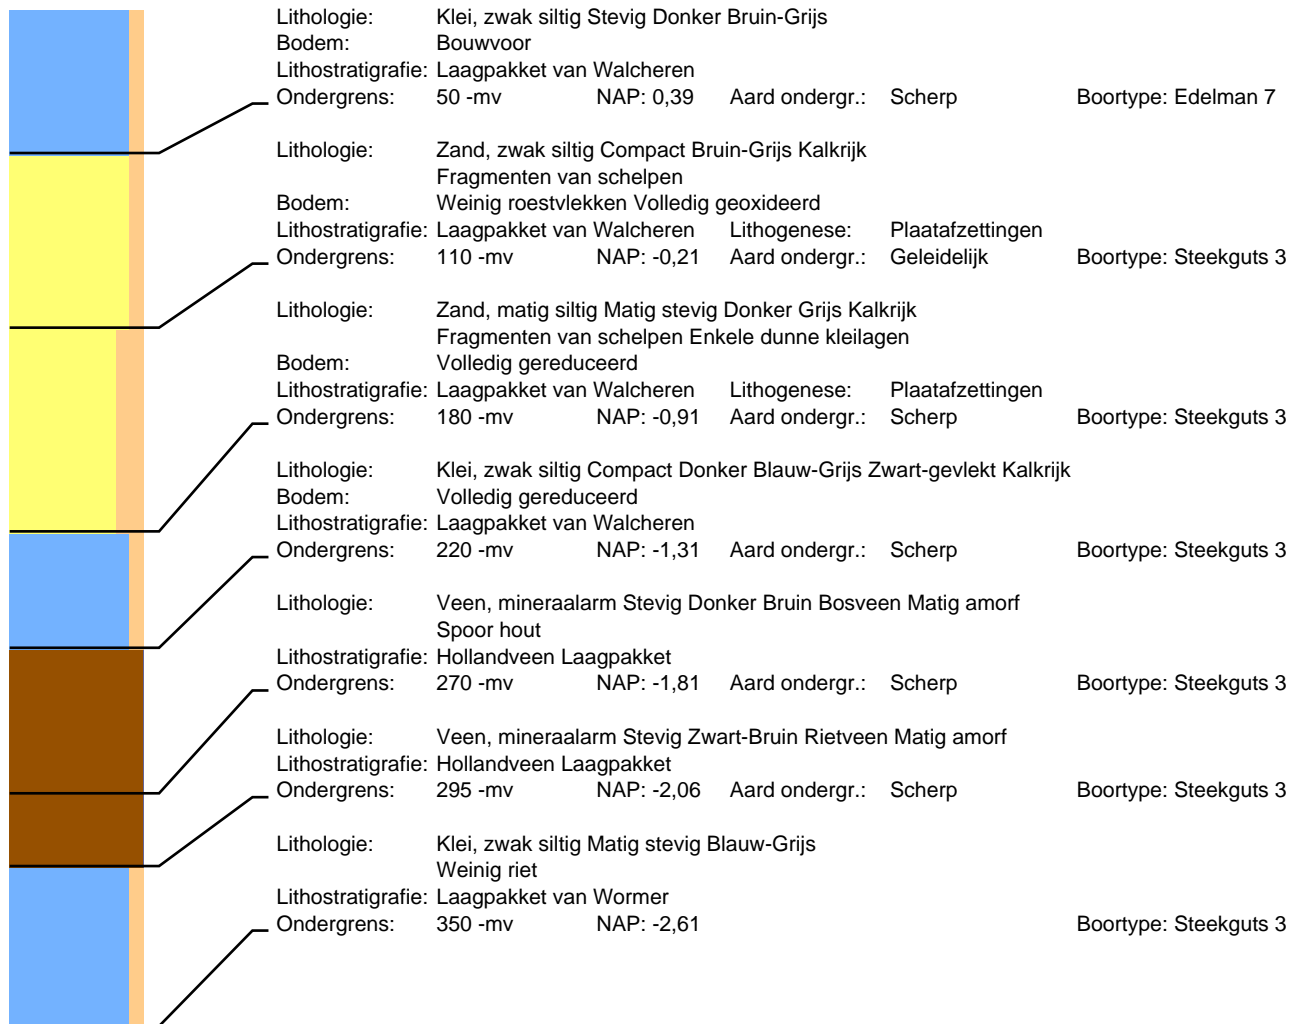 Lithologie: Klei, zwak siltig Stevig Donker Bruin-Grijs
Bodem: Bouwvoor
Lithostratigrafie: Laagpakket van Walcheren
Ondergrens: 50 -mv NAP: 0,39 Aard ondergr.: Scherp Boortype: Edelman 7
Lithologie: Zand, zwak siltig Compact Bruin-Grijs Kalkrijk
Fragmenten van schelpen
Bodem: Weinig roestvlekken Volledig geoxideerd
Lithostratigrafie: Laagpakket van Walcheren Lithogenese: Plaatafzettingen
Ondergrens: 110 -mv NAP: -0,21 Aard ondergr.: Geleidelijk Boortype: Steekguts 3
Lithologie: Zand, matig siltig Matig stevig Donker Grijs Kalkrijk
Fragmenten van schelpen Enkele dunne kleilagen
Bodem: Volledig gereduceerd
Lithostratigrafie: Laagpakket van Walcheren Lithogenese: Plaatafzettingen
Ondergrens: 180 -mv NAP: -0,91 Aard ondergr.: Scherp Boortype: Steekguts 3
Lithologie: Klei, zwak siltig Compact Donker Blauw-Grijs Zwart-gevlekt Kalkrijk
Bodem: Volledig gereduceerd
Lithostratigrafie: Laagpakket van Walcheren
Ondergrens: 220 -mv NAP: -1,31 Aard ondergr.: Scherp Boortype: Steekguts 3
Lithologie: Veen, mineraalarm Stevig Donker Bruin Bosveen Matig amorf
Spoor hout
Lithostratigrafie: Hollandveen Laagpakket
Ondergrens: 270 -mv NAP: -1,81 Aard ondergr.: Scherp Boortype: Steekguts 3
Lithologie: Veen, mineraalarm Stevig Zwart-Bruin Rietveen Matig amorf
Lithostratigrafie: Hollandveen Laagpakket
Ondergrens: 295 -mv NAP: -2,06 Aard ondergr.: Scherp Boortype: Steekguts 3
Lithologie: Klei, zwak siltig Matig stevig Blauw-Grijs
Weinig riet
Lithostratigrafie: Laagpakket van Wormer
Ondergrens: 350 -mv NAP: -2,61 Boortype: Steekguts 3